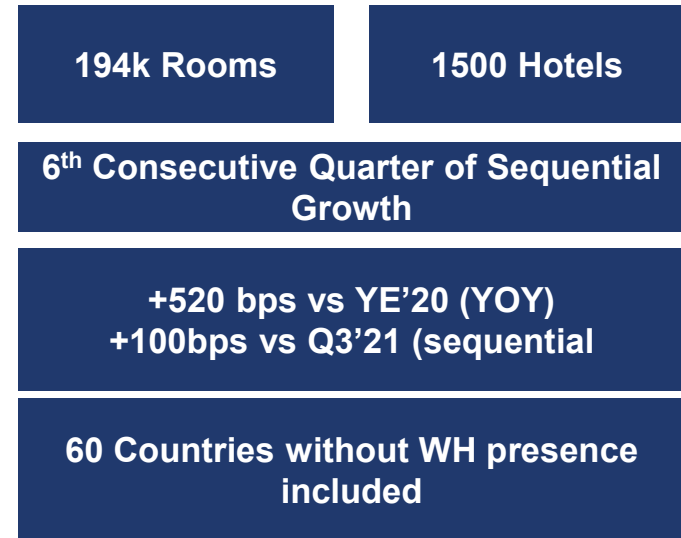 194k Rooms
1500 Hotels
6th Consecutive Quarter of Sequential
Growth
+520 bps vs YE’20 (YOY)
+100bps vs Q3’21 (sequential
60 Countries without WH presence
included